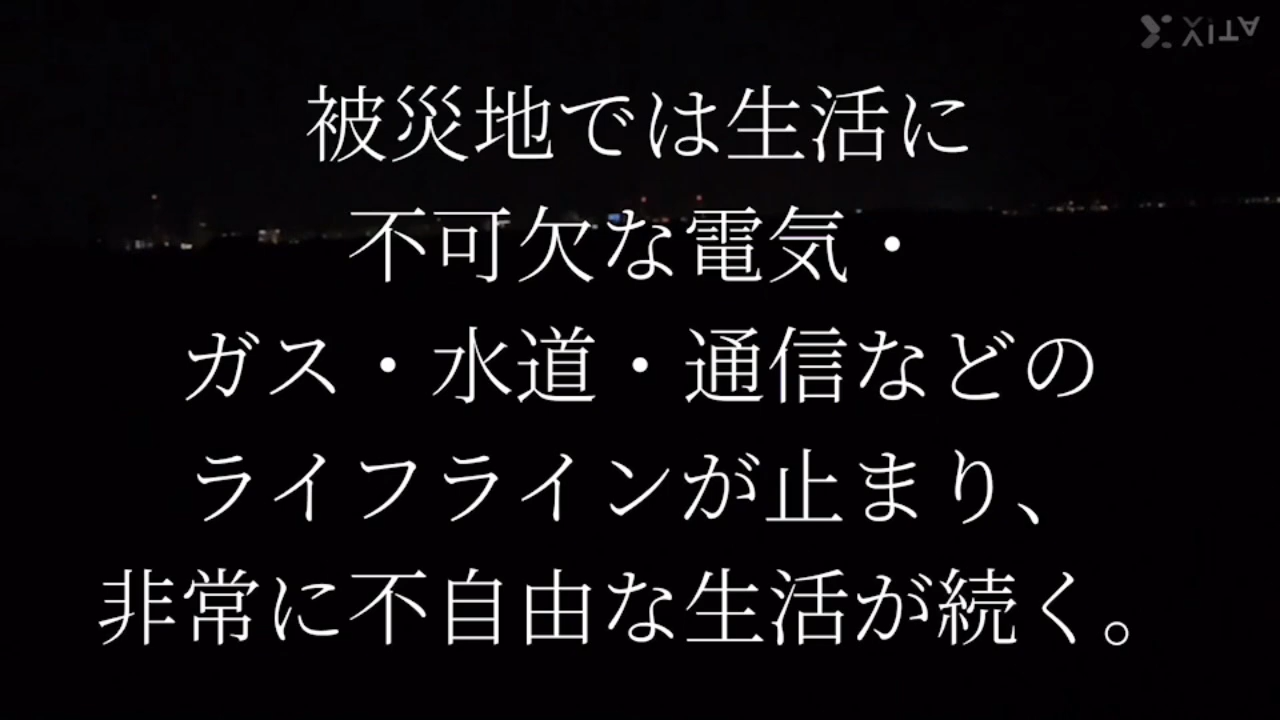 被災地では生活に
不可欠な電気・
ガス・水道・通信などの
ライフラインが止まり、
非常に不自由な生活が続く。